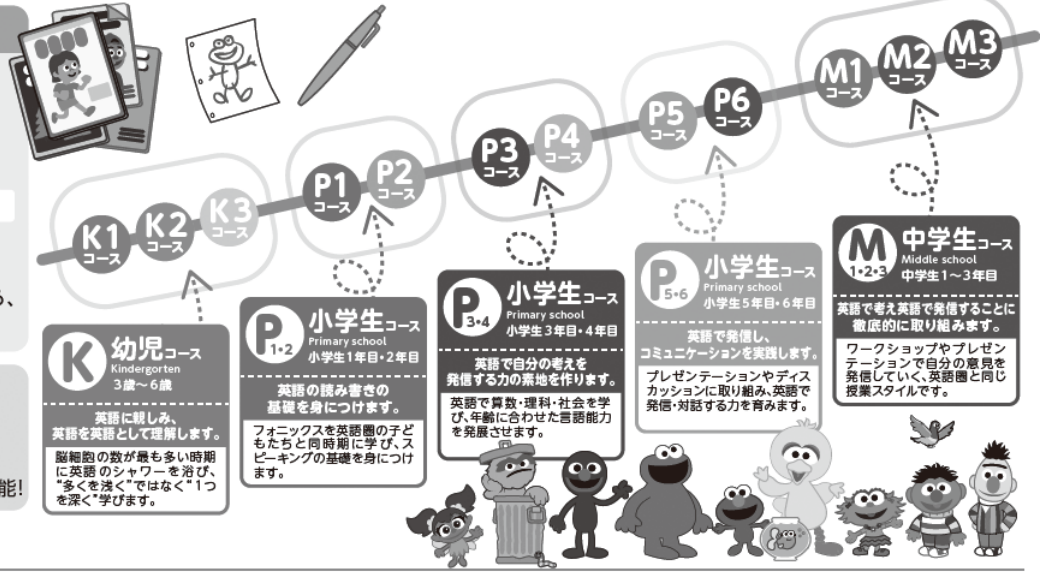 K1
コース
K2
コース
K3
コース
P1
コース
P2
コース
P3
コース
P4
コース
P5
コース
P6
コース
M1
コース
M2
コース
M3
コース
K
幼児コース
Kindergorten
3歳〜6歳
英語に親しみ、
英語を英語として理解します。
脳細胞の数が最も多い時期
に英語のシャワーを浴び、
“多くを浅く”ではなく“1つ
を深く”学びます。
P
1・2
小学生コース
Primary school
小学生1年目・2年目
英語の読み書きの
基礎を身につけます。
フォニックスを英語圏の子ど
もたちと同時期に学び、ス
ピーキングの基礎を身につけ
ます。
P
3・4
小学生コース
Primary school
小学生3年目・4年目
英語で自分の考えを
発信する力の素地を作ります。
英語で算数・理科・社会を学
び、年齢に合わせた言語能力
を発展させます。
P
5・6
小学生コース
Primary school
小学生5年目・6年目
英語で発信し、
コミュニケーションを実践します。
プレゼンテーションやディス
カッションに取り組み、英語で
発信・対話する力を育みます。
M
1・2・3
中学生コース
Middle school
中学生1〜3年目
英語で考え英語で発信することに
徹底的に取り組みます。
ワークショップやプレゼン
テーションで自分の意見を
発信していく、英語圏と同じ
授業スタイルです。
、
能!